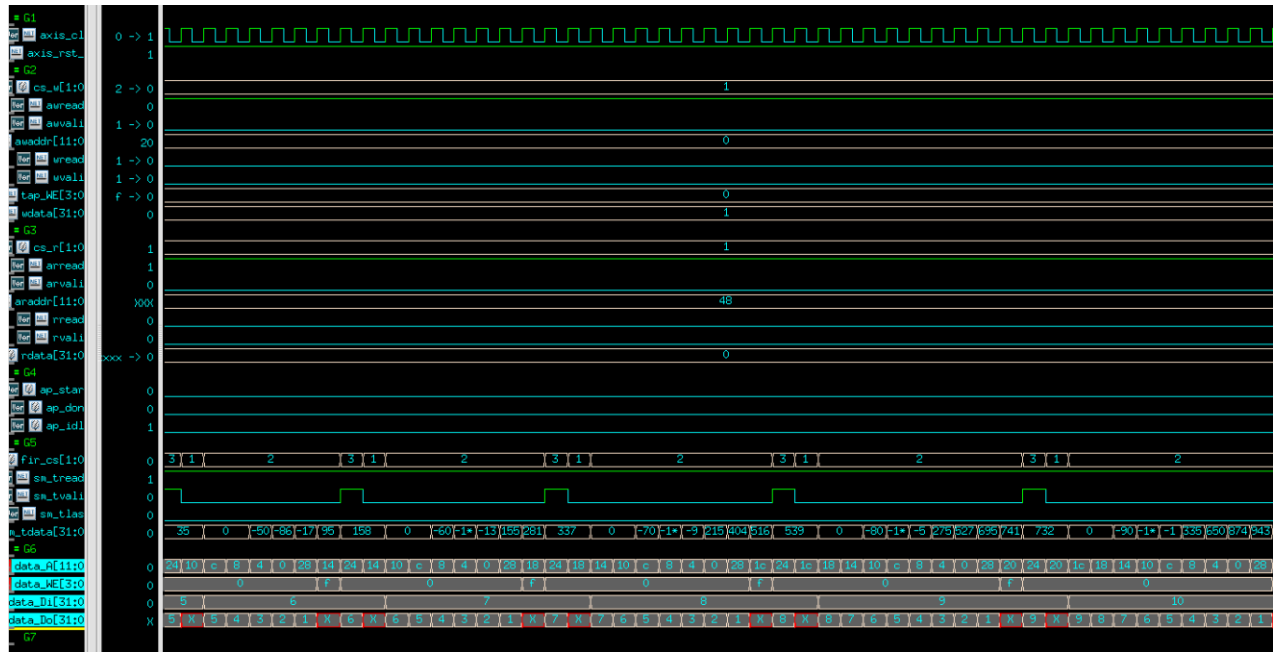 G1
axis_cl 0 -> 1
axis_rst_ 1
G2
cs_w[1:0 2 -> 0 1
awread 0
awvali 1 -> 0
awaddr[11:0 20 0
wread 1 -> 0
wvali 1 -> 0
tap_WE[3:0 f -> 0 0
wdata[31:0 0 1
G3
cs_r[1:0 1 1
arread 1
arvali 0
araddr[11:0 XXX 48
rread 0
rvali 0
rdata[31:0 xxx -> 0 0
G4
ap_star 0
ap_don 0
ap_idl 1
G5
fir_cs[1:0 0 3 1 2 3 1 2 3 1 2 3 1 2 3 1 2
sm_tread 1
sm_tvali 0
sm_tlas 0
m_tdata[31:0 0 35 0 -50 -86 -17 95 158 0 -60 -1* -13 155 281 337 0 -70 -1* -9 215 404 516 539 0 -80 -1* -5 275 527 695 741 732 0 -90 -1* -1 335 650 874 943
G6
data_A[11:0 0 24 10 c 8 4 0 28 14 24 14 10 c 8 4 0 28 18 24 18 14 10 c 8 4 0 28 1c 24 1c 18 14 10 c 8 4 0 28 20 24 20 1c 18 14 10 c 8 4 0 28
data_WE[3:0 0 0 f 0 f 0 f 0 f 0
data_Di[31:0 0 5 6 7 8 9 10
data_Do[31:0 X 5 X 5 4 3 2 1 X 6 X 6 5 4 3 2 1 X 7 X 7 6 5 4 3 2 1 X 8 X 8 7 6 5 4 3 2 1 X 9 X 9 8 7 6 5 4 3 2 1
G7